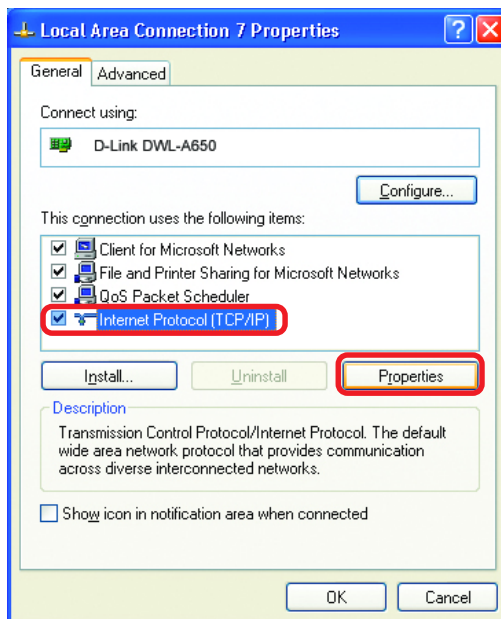 Local Area Connection 7 Properties
General Advanced
Connect using:
D-Link DWL-A650
Configure...
This connection uses the following items:
Client for Microsoft Networks
File and Printer Sharing for Microsoft Networks
QoS Packet Scheduler
Internet Protocol (TCP/IP)
Install... Uninstall Properties
Description
Transmission Control Protocol/Internet Protocol. The default
wide area network protocol that provides communication
across diverse interconnected networks.
Show icon in notification area when connected
OK Cancel